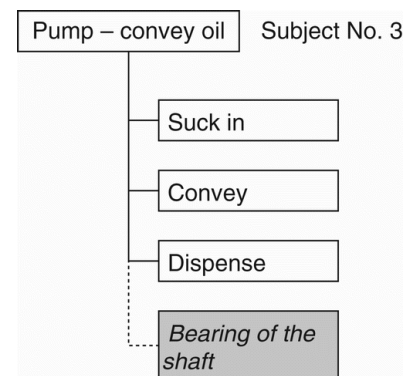 Pump – convey oil Subject No. 3
Suck in
Convey
Dispense
Bearing of the
shaft